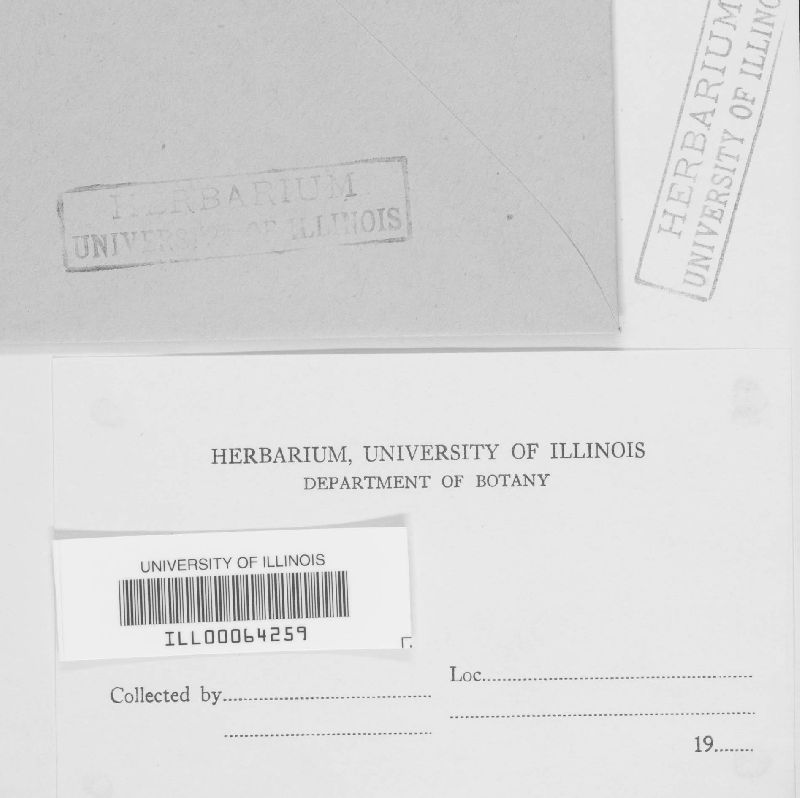 HERBARIUM
UNIVERSITY OF ILLINOIS
HERBARIUM
UNIVERSITY OF ILLINO
HERBARIUM, UNIVERSITY OF ILLINOIS
DEPARTMENT OF BOTANY
UNIVERSITY OF ILLINOIS
ILL00064259
Loc.
Collected by
19